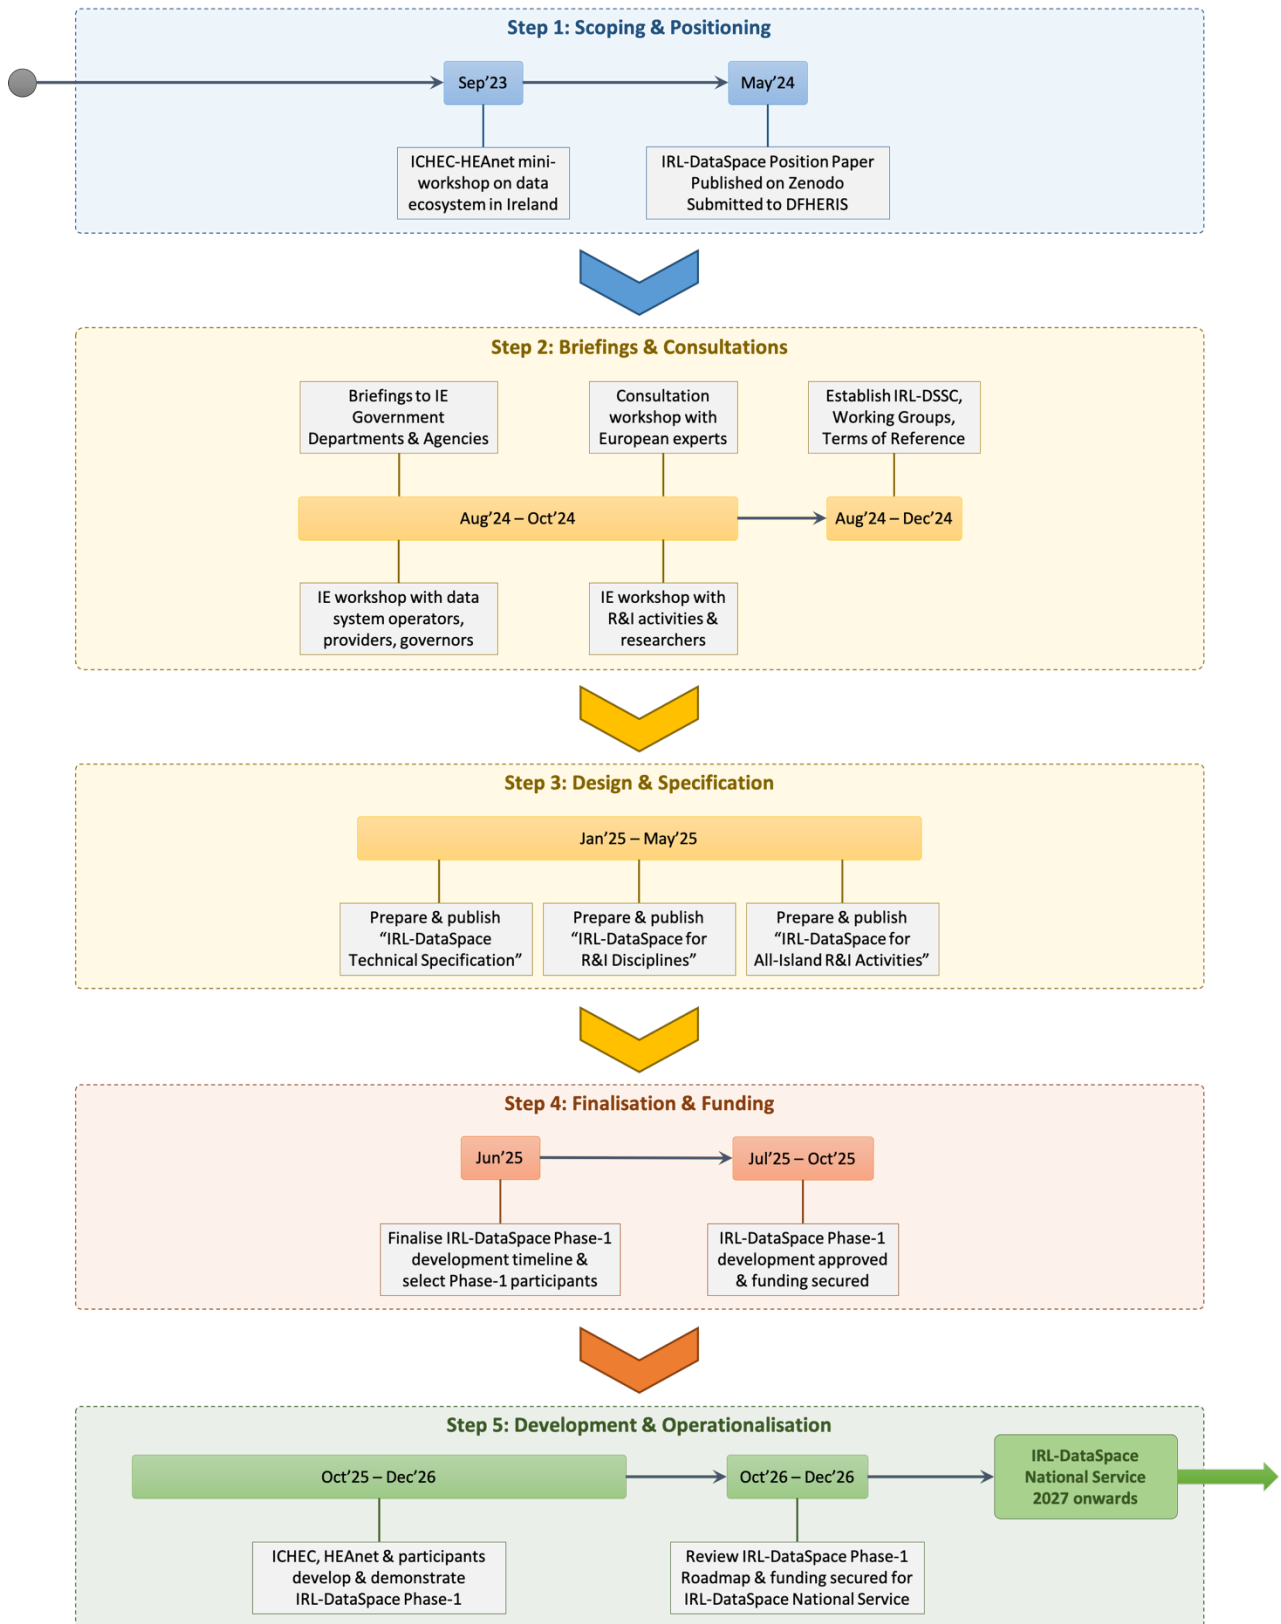 Step 1: Scoping & Positioning
Sep’23
May’24
ICHEC-HEAnet mini-
workshop on data
ecosystem in Ireland
IRL-DataSpace Position Paper
Published on Zenodo
Submitted to DFHERIS
Step 2: Briefings & Consultations
Briefings to IE
Government
Departments & Agencies
Consultation
workshop with
European experts
Establish IRL-DSSC,
Working Groups,
Terms of Reference
Aug’24 – Oct’24
Aug’24 – Dec’24
IE workshop with data
system operators,
providers, governors
IE workshop with
R&I activities &
researchers
Step 3: Design & Specification
Jan’25 – May’25
Prepare & publish
“IRL-DataSpace
Technical Specification”
Prepare & publish
“IRL-DataSpace for
R&I Disciplines”
Prepare & publish
“IRL-DataSpace for
All-Island R&I Activities”
Step 4: Finalisation & Funding
Jun’25
Jul’25 – Oct’25
Finalise IRL-DataSpace Phase-1
development timeline &
select Phase-1 participants
IRL-DataSpace Phase-1
development approved
& funding secured
Step 5: Development & Operationalisation
Oct’25 – Dec’26
Oct’26 – Dec’26
IRL-DataSpace
National Service
2027 onwards
ICHEC, HEAnet & participants
develop & demonstrate
IRL-DataSpace Phase-1
Review IRL-DataSpace Phase-1
Roadmap & funding secured for
IRL-DataSpace National Service